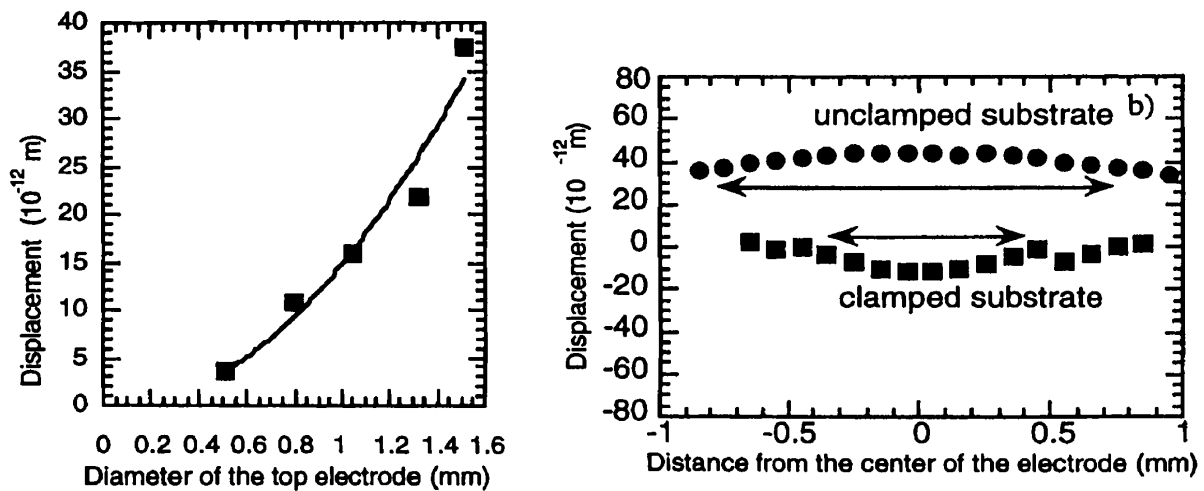 40
35
30
25
20
15
10
5
0
Displacement (10⁻¹² m)
0 0.2 0.4 0.6 0.8 1 1.2 1.4 1.6
Diameter of the top electrode (mm)
80
60
40
20
0
-20
-40
-60
-80
Displacement (10 ⁻¹² m)
unclamped substrate b)
clamped substrate
-1 -0.5 0 0.5 1
Distance from the center of the electrode (mm)